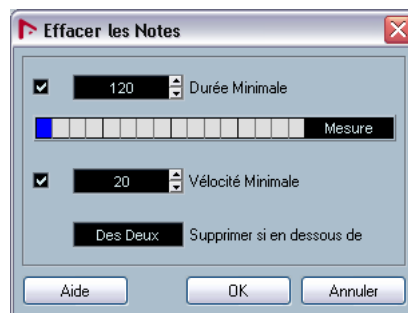 Effacer les Notes
120 Durée Minimale
Mesure
20 Vélocité Minimale
Des Deux Supprimer si en dessous de
Aide OK Annuler